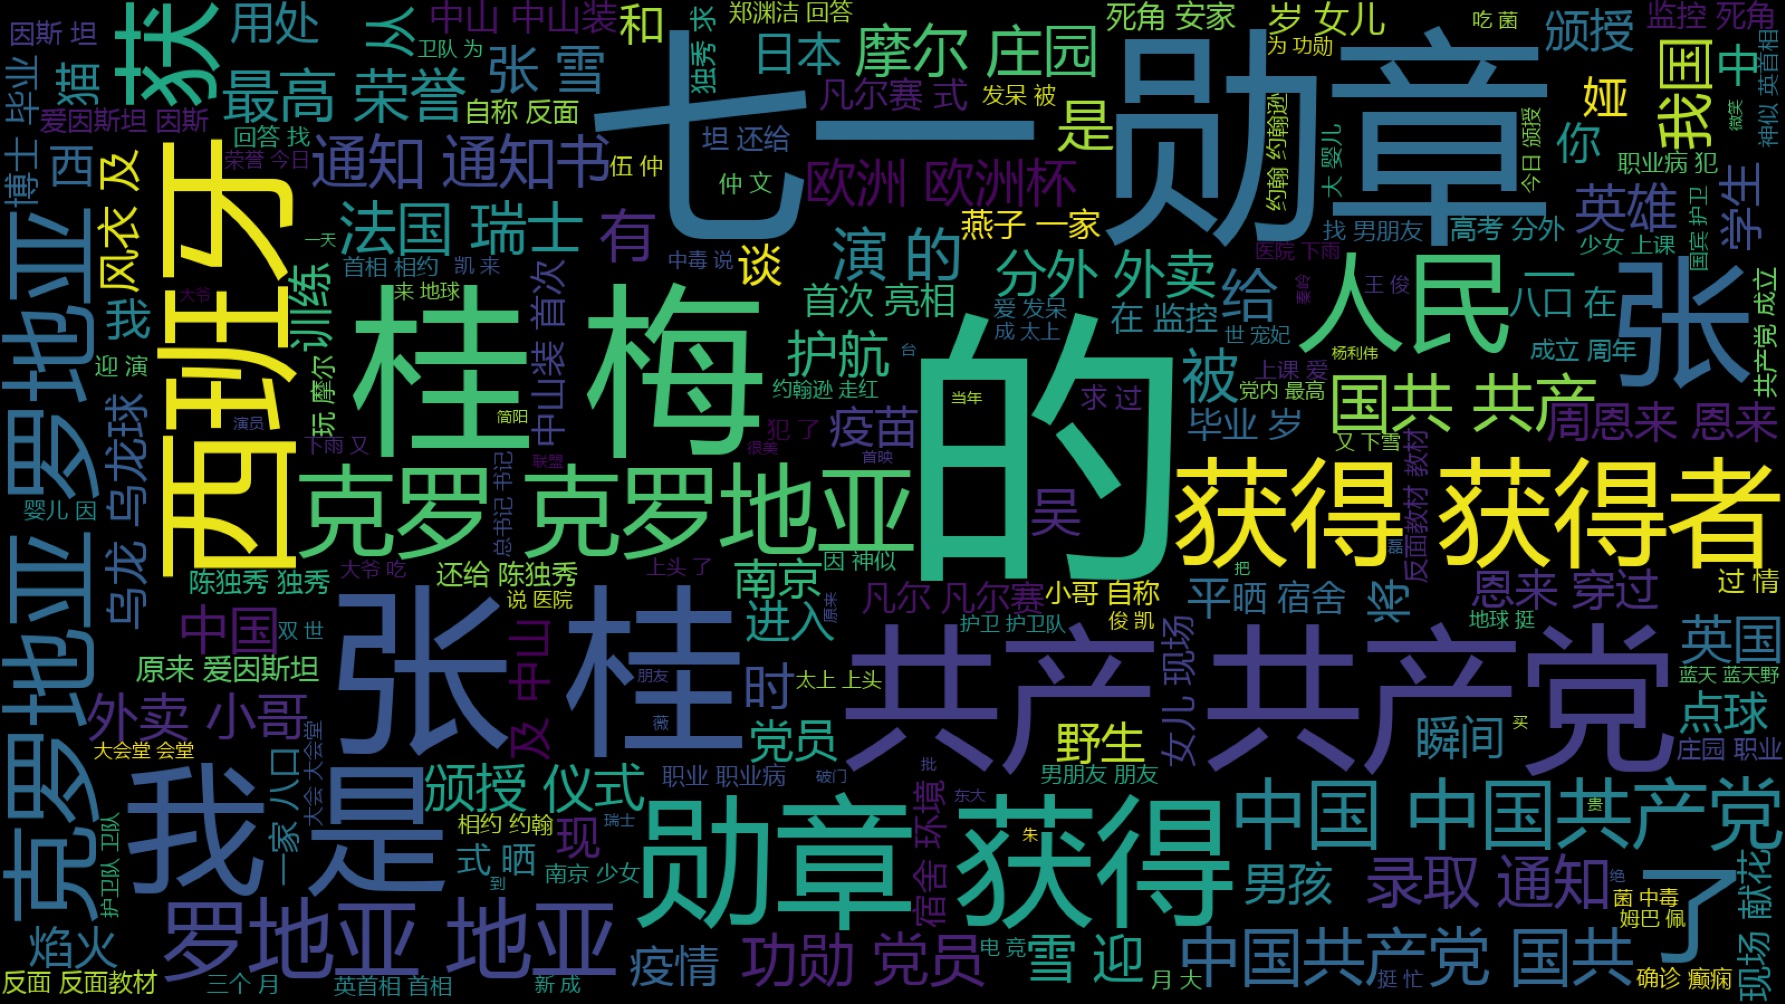 因斯 坦
获
用处
从
中山 中山装
和
郑渊洁 回答
死角 安家
岁 女儿
吃 菌
监控 死角
卫队 为
独秀 求
日本
摩尔 庄园
为 功勋
颁授
我国
中
神似 英首相
毕业
猫
最高 荣誉
张 雪
七一
凡尔赛 式
发呆 被
是
勋章
娅
微笑
爱因斯坦 因斯
自称 反面
回答 找
坦 还给
约翰 约翰逊
大 婴儿
今日 颁授
你
职业病 犯
博士
西
风衣 及
西班牙
荣誉 今日
通知 通知书
伍 仲
仲 文
欧洲 欧洲杯
英雄
国宾 护卫
学生
一天
法国 瑞士
有
燕子 一家
找 男朋友
高考 分外
少女 上课
首相 相约
凯 来
中毒 说
谈
演 的
分外 外卖
医院 下雨
克罗地亚 罗地亚
大爷
训练
来 地球
首次 亮相
爱 发呆
成 太上
在 监控
给
世 宠妃
秦岭
王 俊
人民
一
八口 在
张
共产党 成立
我
中山装 首次
桂 梅
护航
台
的
被
杨利伟
成立 周年
迎 演
玩 摩尔
约翰逊 走红
上课 爱
党内 最高
国共 共产
演员
简阳
当年
求 过
毕业 岁
周恩来 恩来
乌龙 乌龙球
下雨 又
联盟
犯 了
很美
疫苗
首映
又 下雪
反面教材 教材
婴儿 因
总书记 书记
克罗 克罗地亚
吴
获得 获得者
磊
陈独秀 独秀
大爷 吃
还给 陈独秀
上头 了
南京
因 神似
把
过 情
说 医院
凡尔 凡尔赛
小哥 自称
平晒 宿舍
将
恩来 穿过
中国
双 世
张 桂
进入
原来
护卫 护卫队
俊 凯
地球 挺
原来 爱因斯坦
及 中山
朋友
时
太上 上头
共产 共产党
女儿 现场
英国
蓝天 蓝天野
外卖 小哥
薇
党员
野生
瞬间
买
点球
大会堂 会堂
一家 八口
大会 大会堂
庄园 职业
我 是
颁授 仪式
职业 职业病
破门
批
男朋友 朋友
护卫队 卫队
相约 约翰
现
瑞士
勋章 获得
宿舍 环境
东大
朱
中国 中国共产党
贵
式 晒
到
南京 少女
男孩
录取 通知
绝
了
现场 献花
菌 中毒
姆巴 佩
焰火
罗地亚 地亚
疫情
功勋 党员
电 竞
雪 迎
中国共产党 国共
反面 反面教材
三个 月
英首相 首相
新 成
月 大
挺 忙
确诊 癫痫